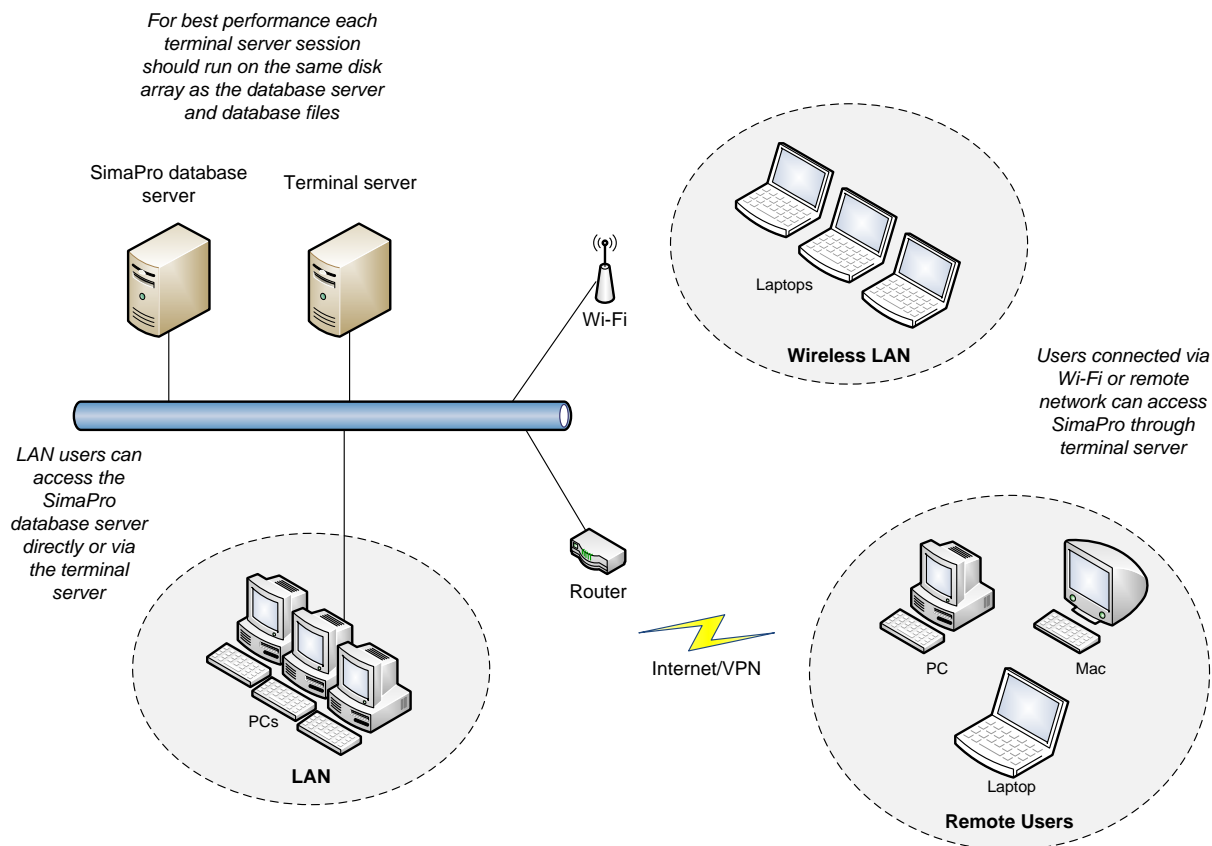 For best performance each
terminal server session
should run on the same disk
array as the database server
and database files
SimaPro database
server
Terminal server
Wi-Fi
Laptops
Wireless LAN
Users connected via
Wi-Fi or remote
network can access
SimaPro through
terminal server
LAN users can
access the
SimaPro
database server
directly or via
the terminal
server
Router
Internet/VPN
PCs
LAN
PC
Mac
Laptop
Remote Users